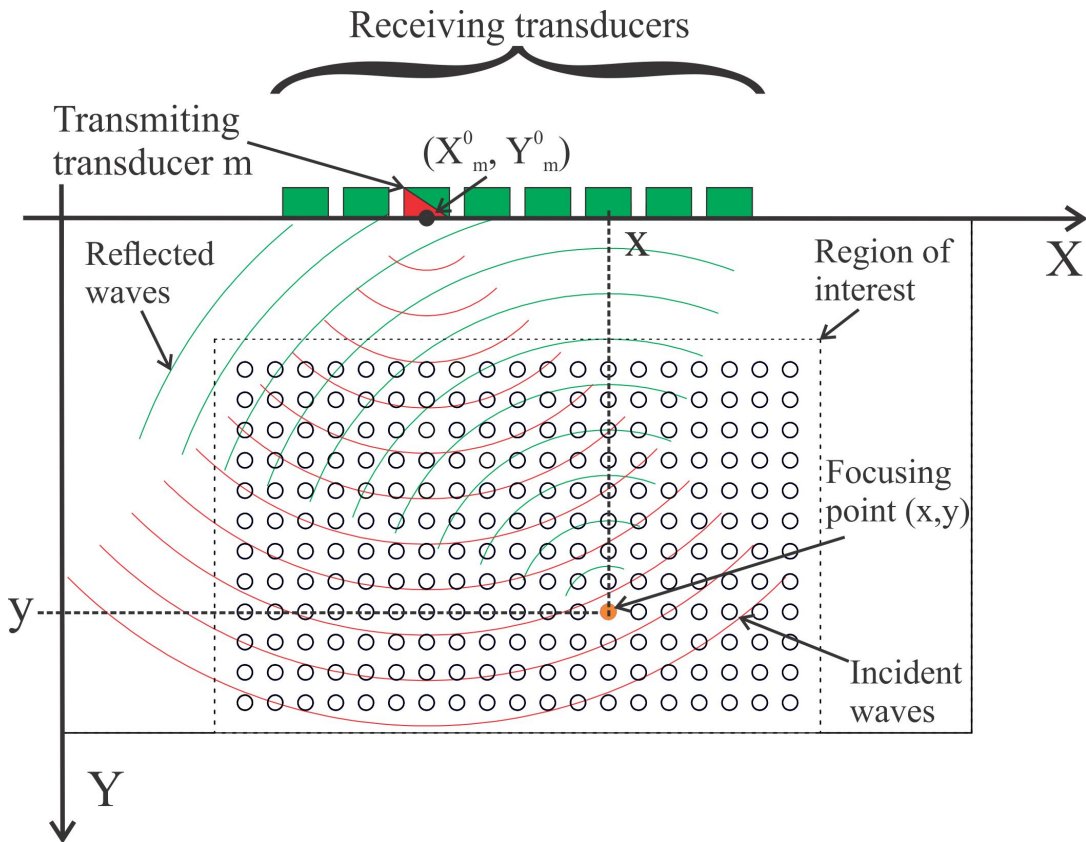 Receiving transducers
Transmiting
transducer m
(X⁰ₘ, Y⁰ₘ)
X
x
Reflected
waves
Region of
interest
Focusing
point (x,y)
y
Incident
waves
Y